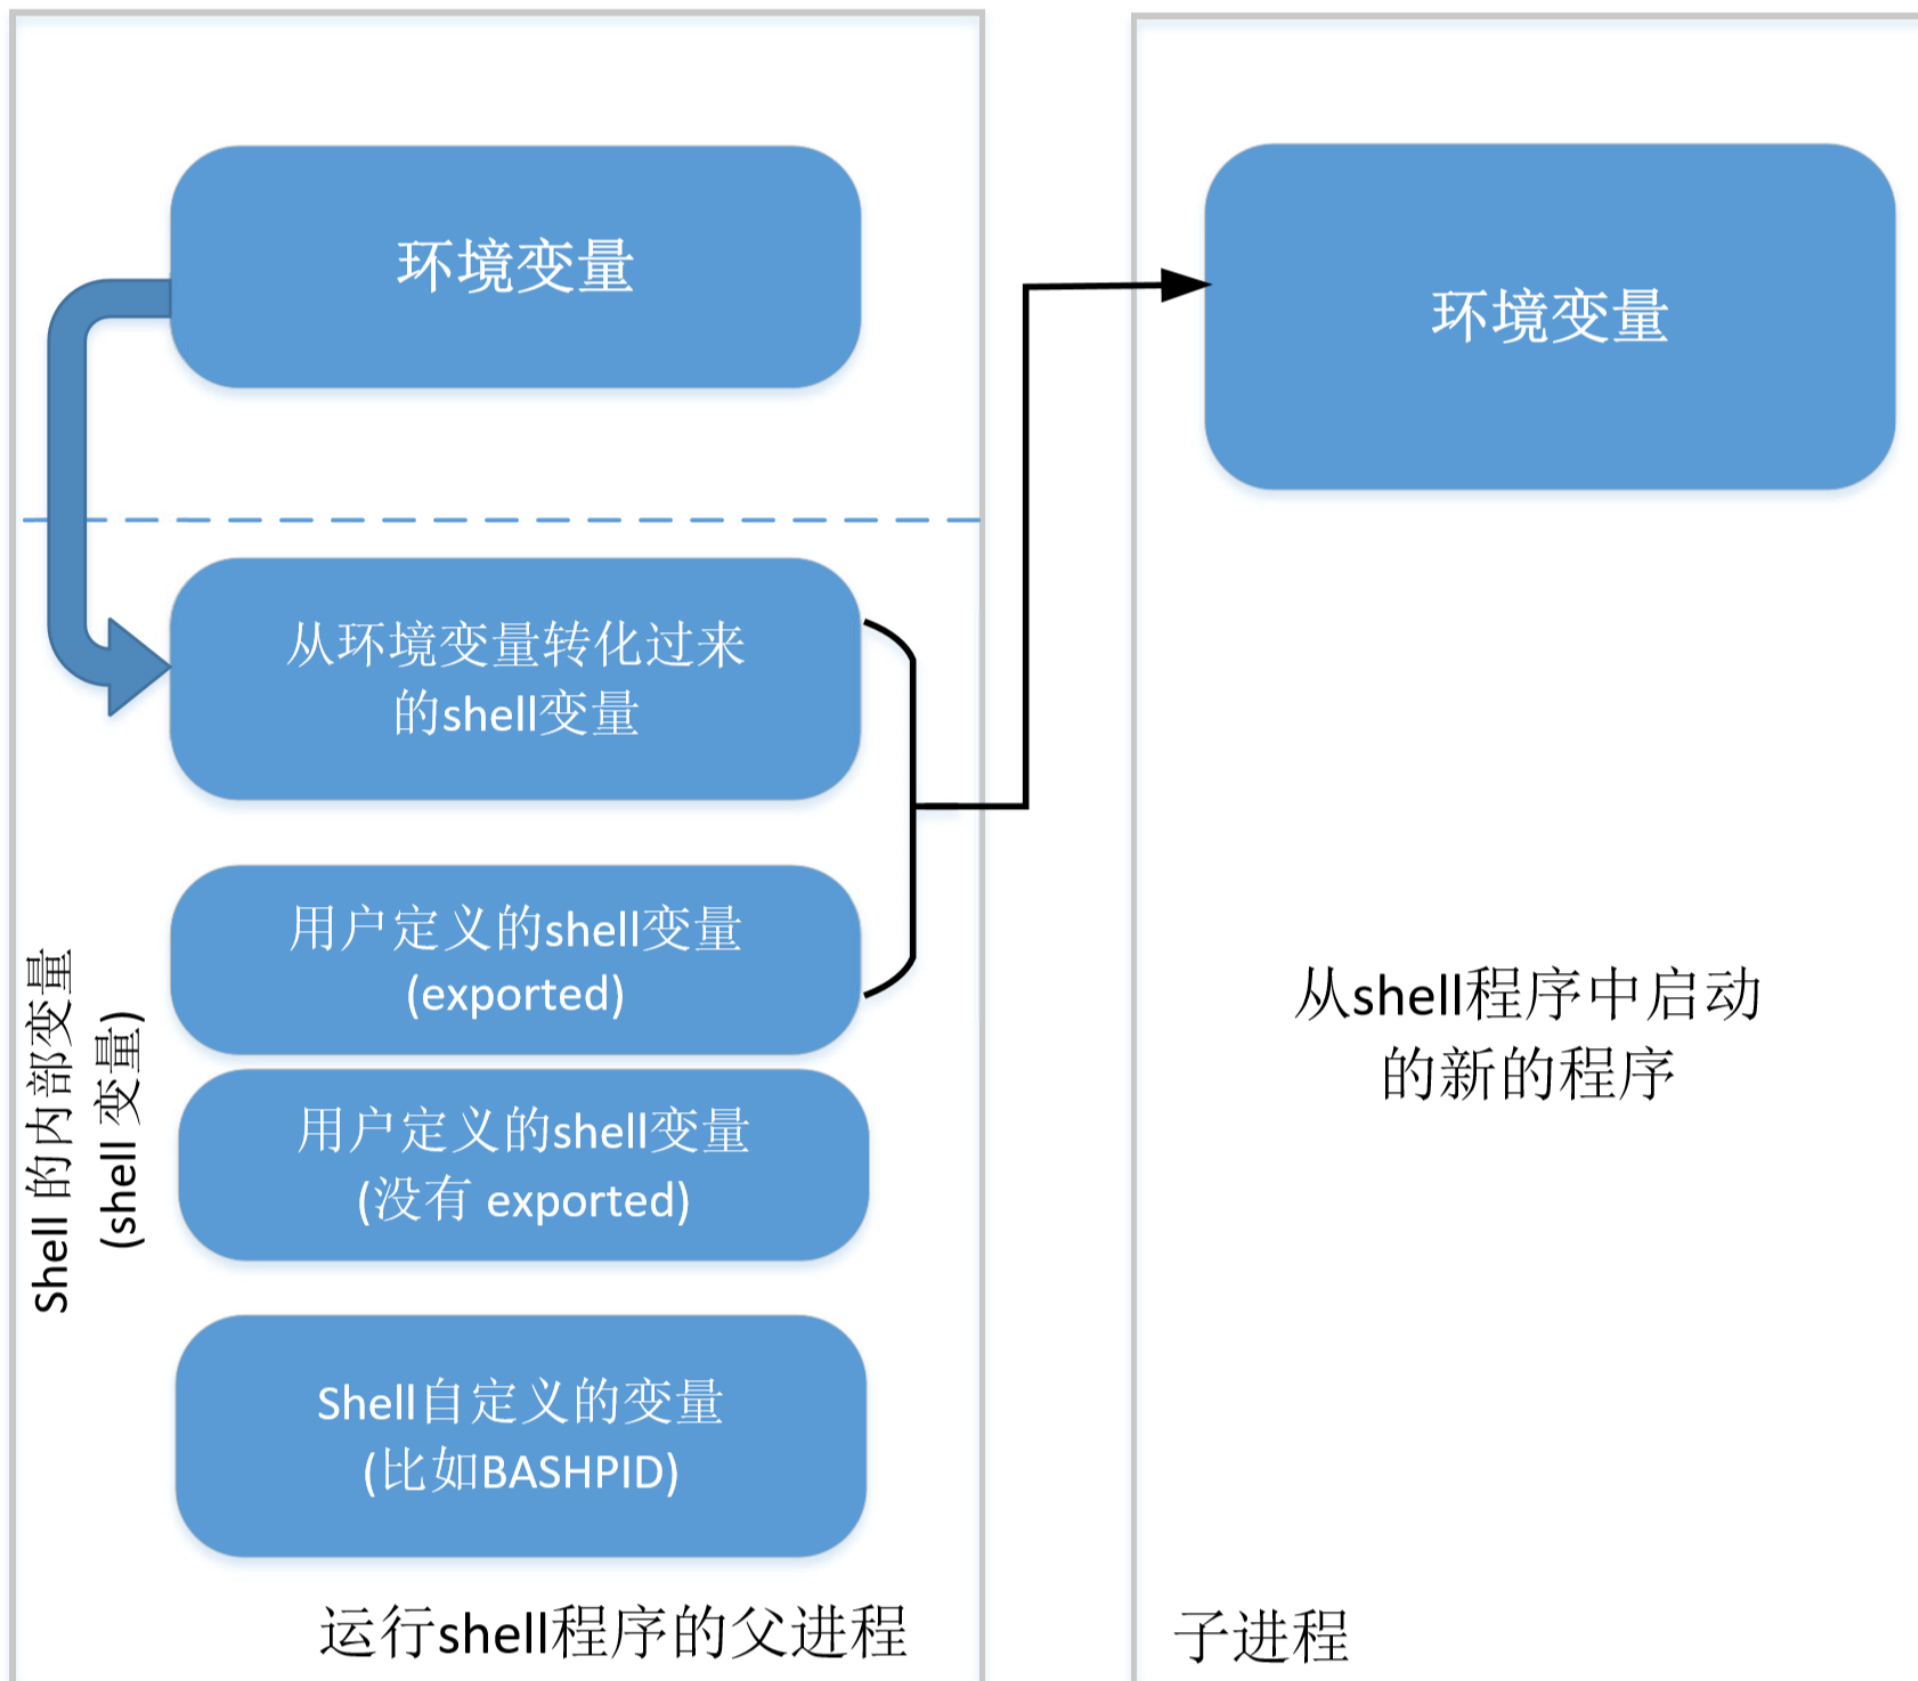 环境变量
从环境变量转化过来
的shell变量
用户定义的shell变量
(exported)
用户定义的shell变量
(没有 exported)
Shell自定义的变量
(比如BASHPID)
Shell 的内部变量
(shell 变量)
运行shell程序的父进程
环境变量
从shell程序中启动
的新的程序
子进程